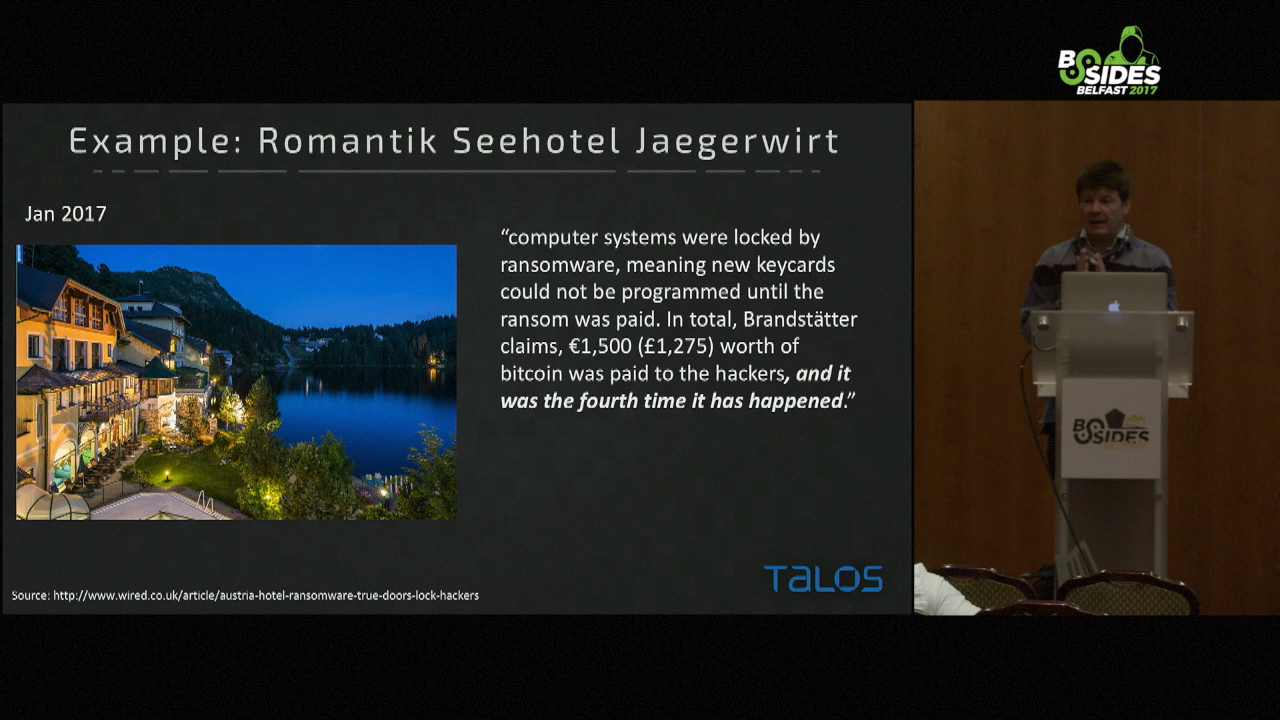 BSIDES
BELFAST 2017
Example: Romantik Seehotel Jaegerwirt
Jan 2017
“computer systems were locked by
ransomware, meaning new keycards
could not be programmed until the
ransom was paid. In total, Brandstätter
claims, €1,500 (£1,275) worth of
bitcoin was paid to the hackers, and it
was the fourth time it has happened.”
TALOS
Source: http://www.wired.co.uk/article/austria-hotel-ransomware-true-doors-lock-hackers
BSIDES